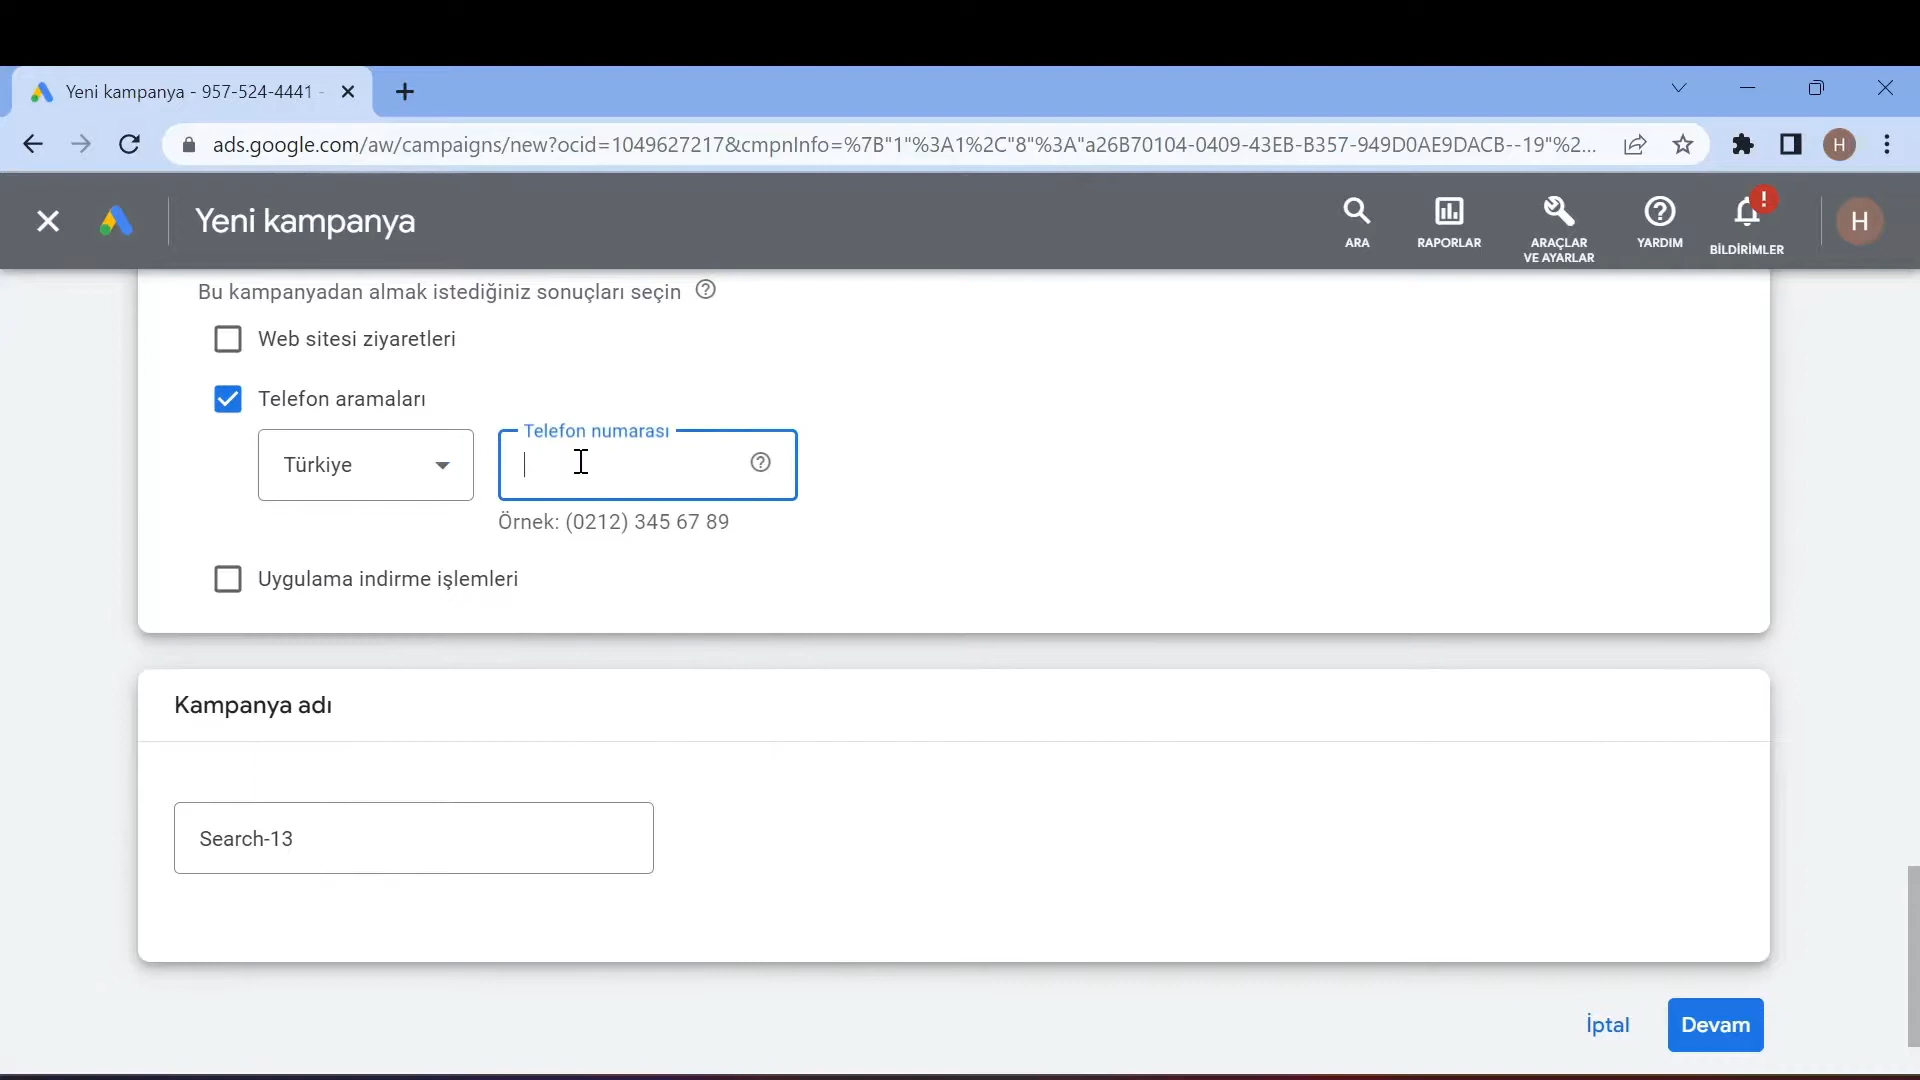 Yeni kampanya - 957-524-4441 -
ads.google.com/aw/campaigns/new?ocid=1049627217&cmpnInfo=%7B"1"%3A1%2C"8"%3A"a26B70104-0409-43EB-B357-949D0AE9DACB--19"%2...
H
Yeni kampanya
ARA
RAPORLAR
ARAÇLAR
VE AYARLAR
YARDIM
!
BİLDİRİMLER
H
Bu kampanyadan almak istediğiniz sonuçları seçin
Web sitesi ziyaretleri
Telefon aramaları
Telefon numarası
Türkiye
Örnek: (0212) 345 67 89
Uygulama indirme işlemleri
Kampanya adı
Search-13
İptal
Devam